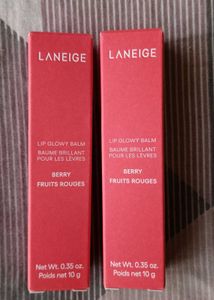 LANEIGE
LIP GLOWY BALM
BAUME BRILLANT
POUR LES LÈVRES
BERRY
FRUITS ROUGES
Net Wt. 0.35 oz.
Poids net 10 g
LANEIGE
LIP GLOWY BALM
BAUME BRILLANT
POUR LES LÈVRES
BERRY
FRUITS ROUGES
Net Wt. 0.35 oz.
Poids net 10 g